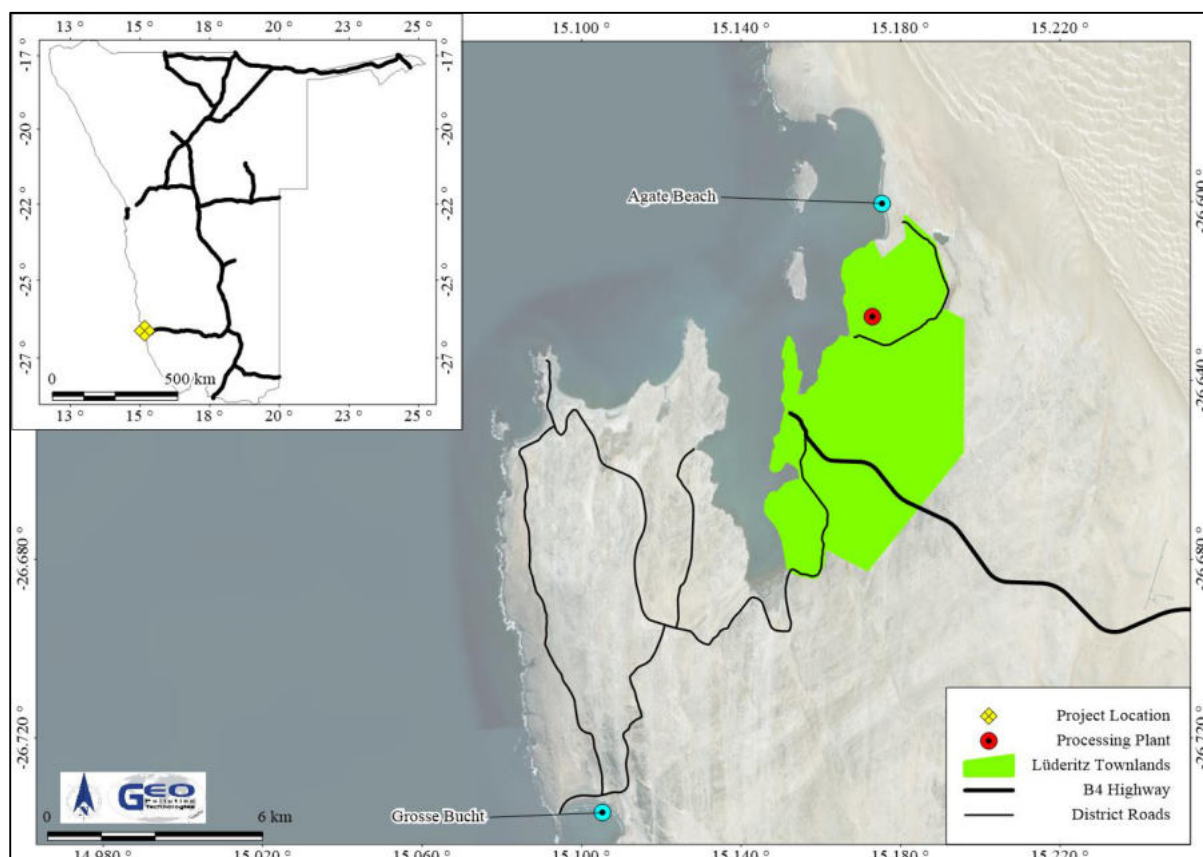 13 ° 15 ° 18 ° 20 ° 23 ° 25 °
-17 °
-20 °
-22 °
-25 °
-27 °
-17 °
-20 °
-22 °
-25 °
-27 °
0 500 km
13 ° 15 ° 18 ° 20 ° 23 ° 25 °
15.100 ° 15.140 ° 15.180 ° 15.220 °
Agate Beach
-26.600 °
-26.640 °
-26.680 °
-26.680 °
-26.720 °
-26.720 °
Project Location
Processing Plant
Lüderitz Townlands
B4 Highway
District Roads
GEO
Pollution
Technologies
Grosse Bucht
0 6 km
14.980 ° 15.020 ° 15.060 ° 15.100 ° 15.140 ° 15.180 ° 15.220 °